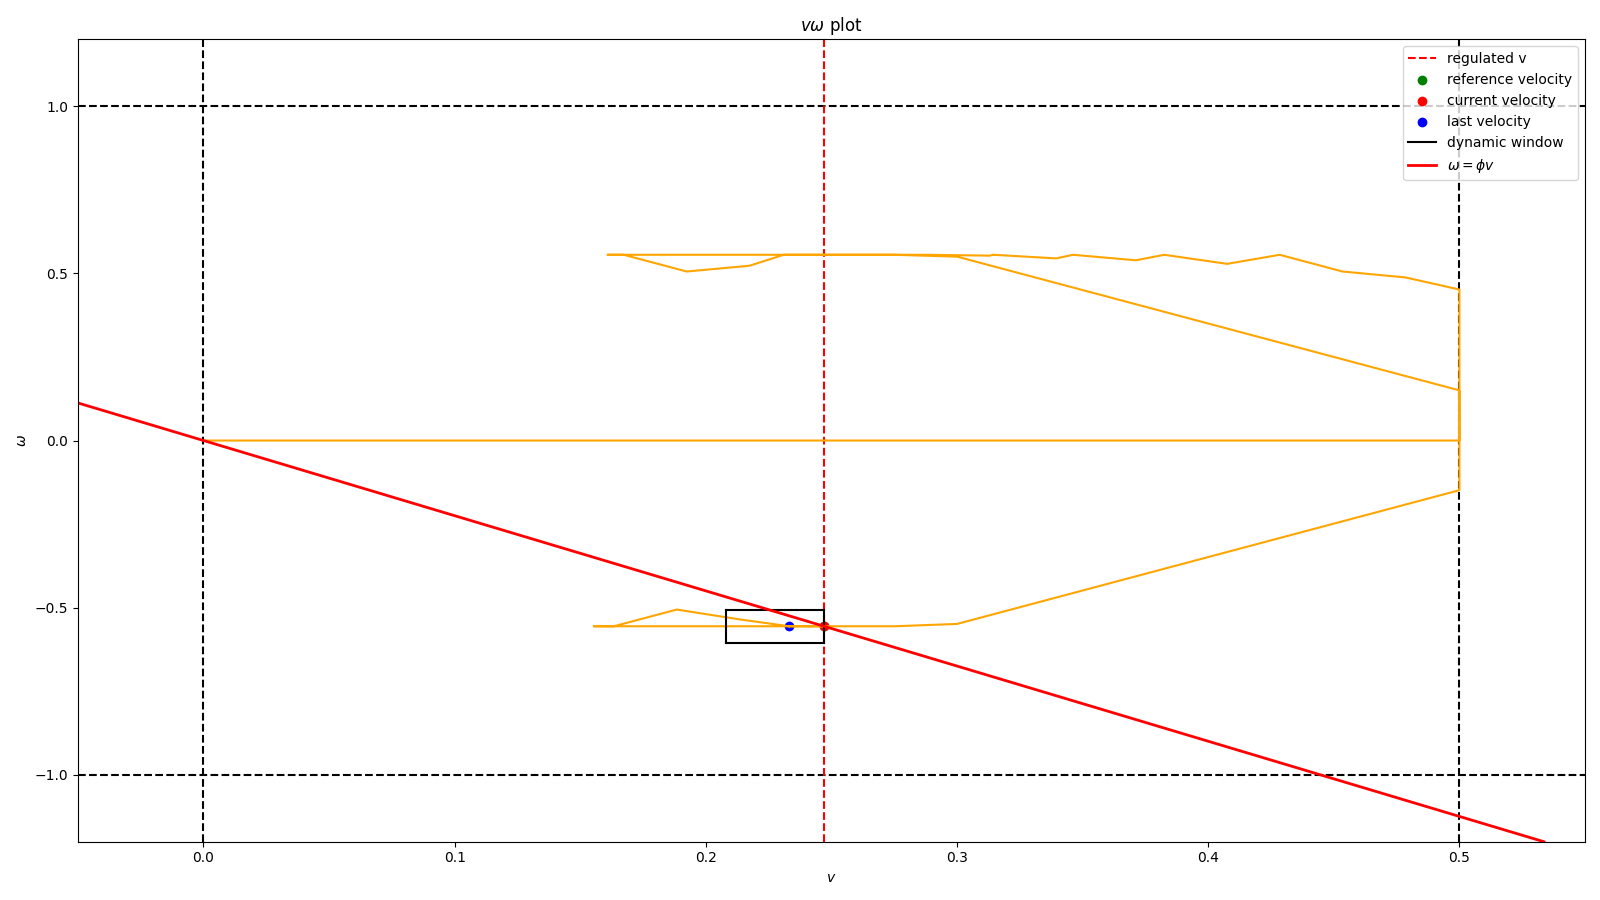 vω plot
regulated v
reference velocity
current velocity
last velocity
dynamic window
ω = ϕv
ω
1.0
0.5
0.0
−0.5
−1.0
0.0 0.1 0.2 0.3 0.4 0.5
v